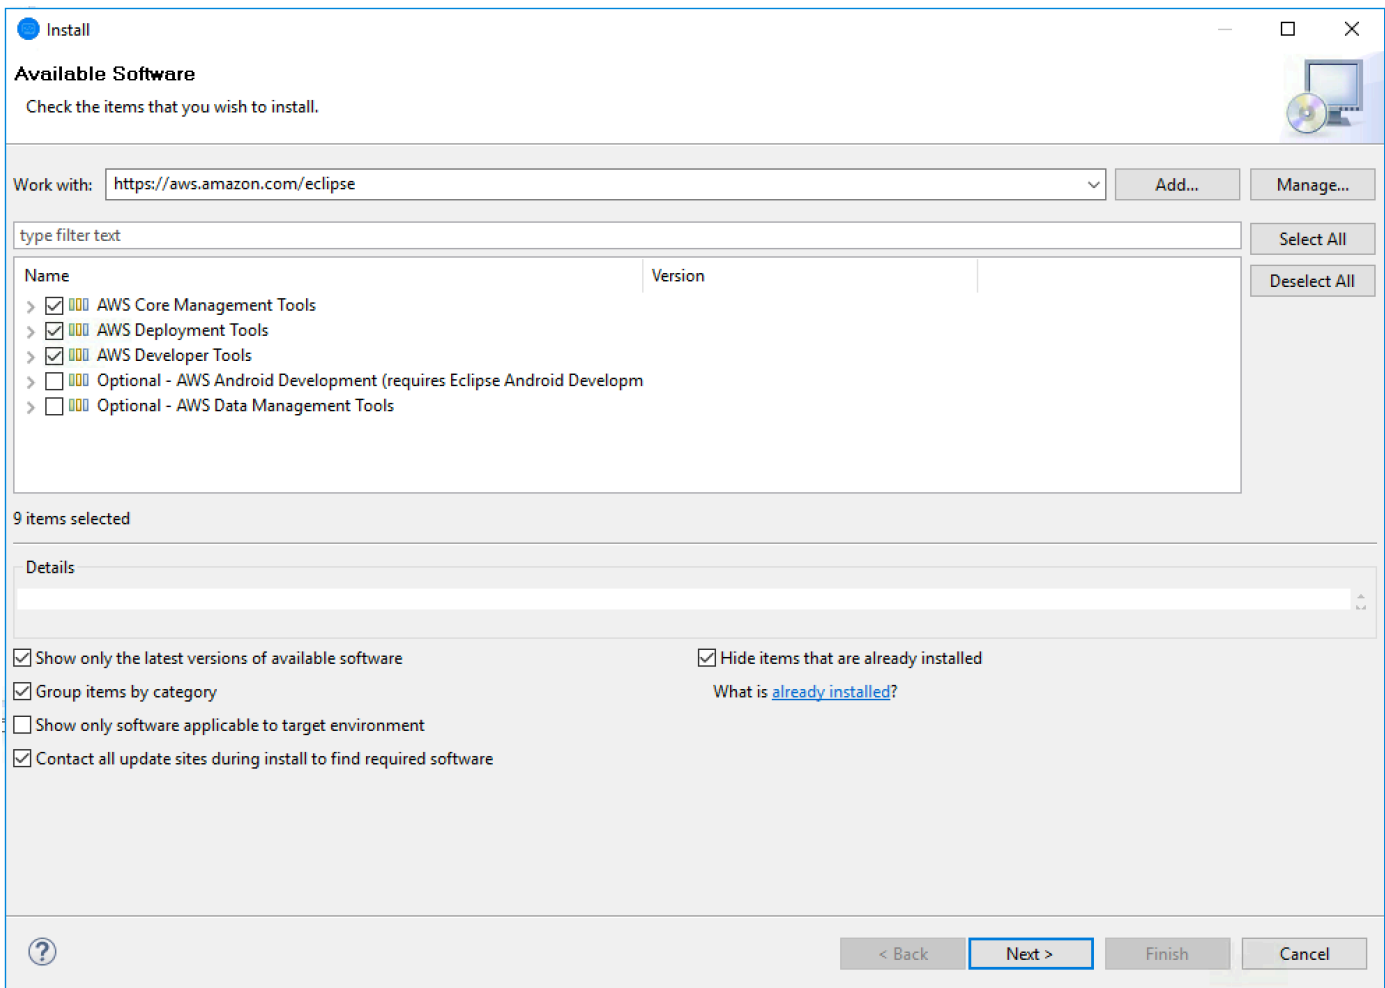 Install
Available Software
Check the items that you wish to install.
Work with: https://aws.amazon.com/eclipse Add... Manage...
type filter text Select All
Name Version Deselect All
AWS Core Management Tools
AWS Deployment Tools
AWS Developer Tools
Optional - AWS Android Development (requires Eclipse Android Developm
Optional - AWS Data Management Tools
9 items selected
Details
Show only the latest versions of available software Hide items that are already installed
Group items by category What is already installed?
Show only software applicable to target environment
Contact all update sites during install to find required software
? < Back Next > Finish Cancel